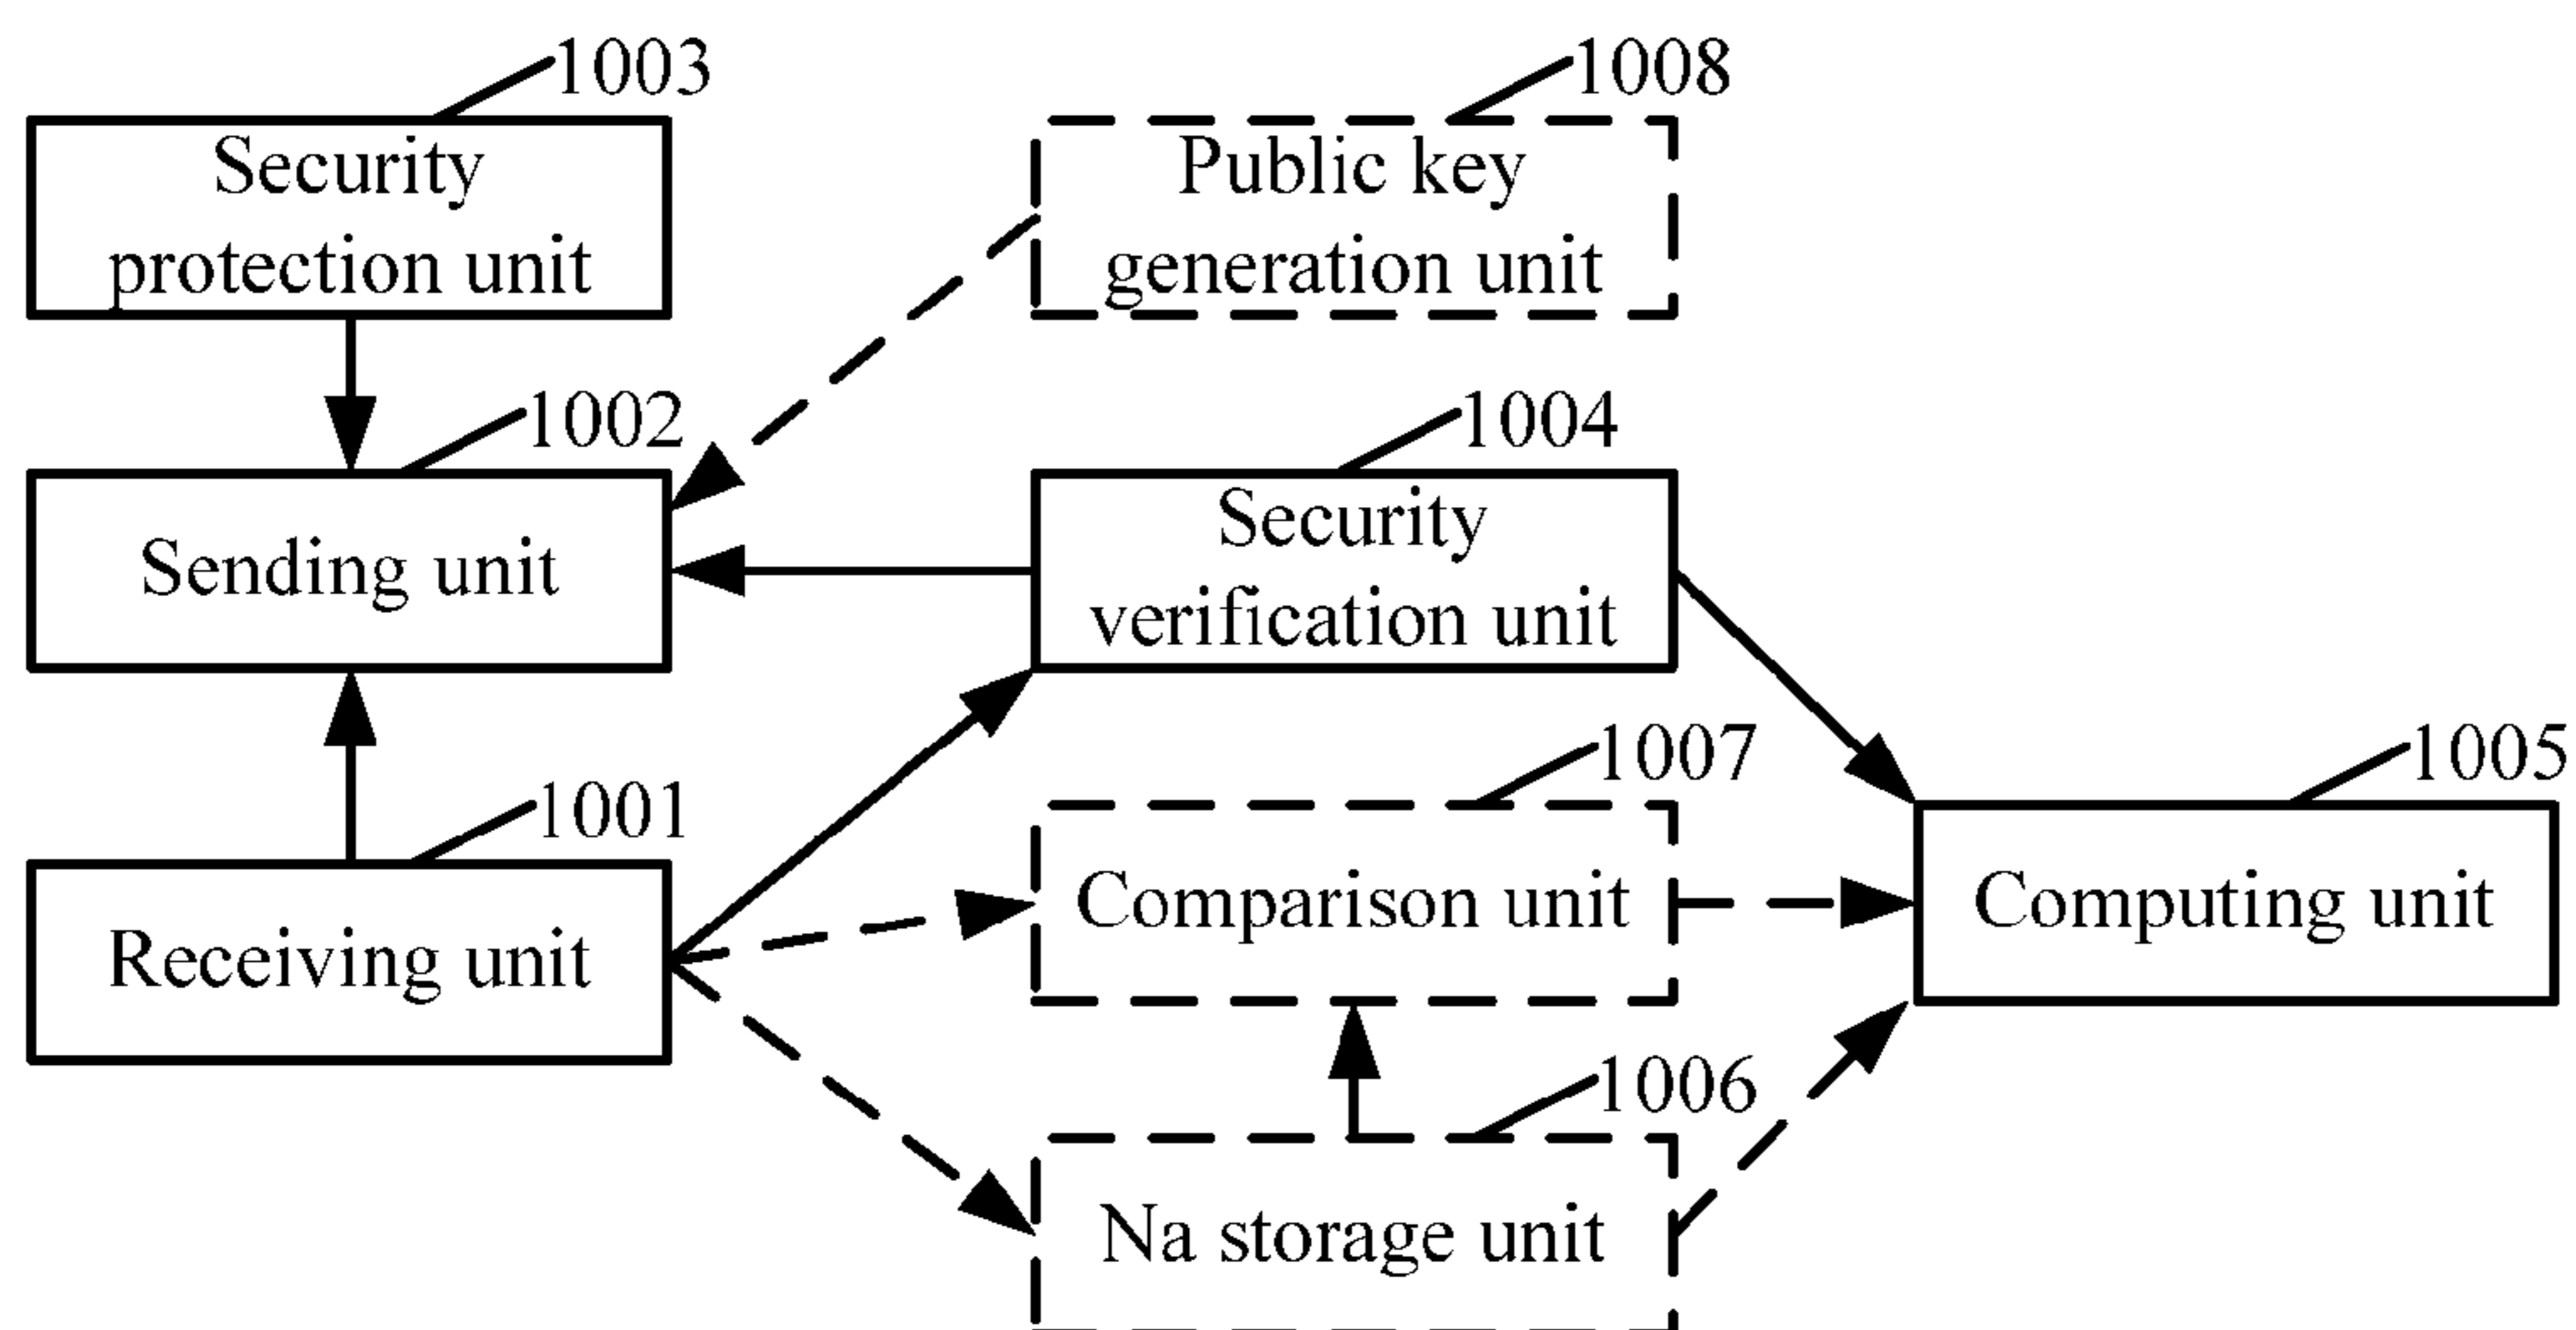 1003
1008
Security
protection unit
Public key
generation unit
1002
1004
Sending unit
Security
verification unit
1007
1005
1001
Comparison unit
Computing unit
Receiving unit
1006
Na storage unit